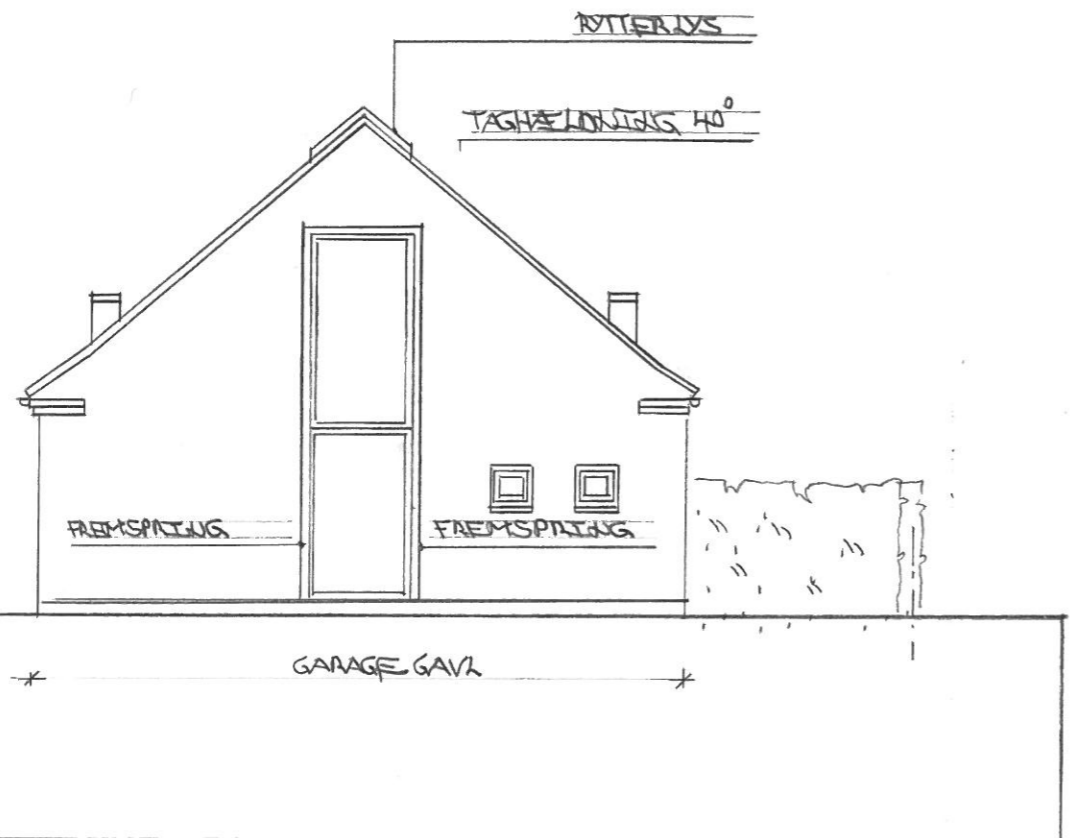 RYTTERLYS
TAGHÆLDNING 40°
FREMSPRING
FREMSPRING
GARAGE GAVL